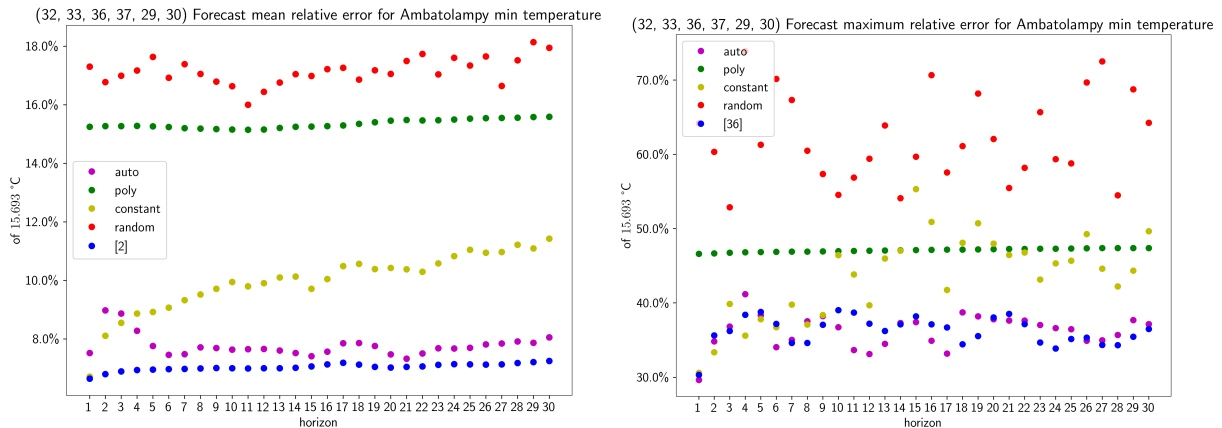 (32, 33, 36, 37, 29, 30) Forecast mean relative error for Ambatolampy min temperature
18.0%
16.0%
14.0%
12.0%
10.0%
8.0%
of 15.693 °C
auto
poly
constant
random
[2]
1 2 3 4 5 6 7 8 9 10 11 12 13 14 15 16 17 18 19 20 21 22 23 24 25 26 27 28 29 30
horizon
(32, 33, 36, 37, 29, 30) Forecast maximum relative error for Ambatolampy min temperature
70.0%
60.0%
50.0%
40.0%
30.0%
of 15.693 °C
auto
poly
constant
random
[36]
1 2 3 4 5 6 7 8 9 10 11 12 13 14 15 16 17 18 19 20 21 22 23 24 25 26 27 28 29 30
horizon